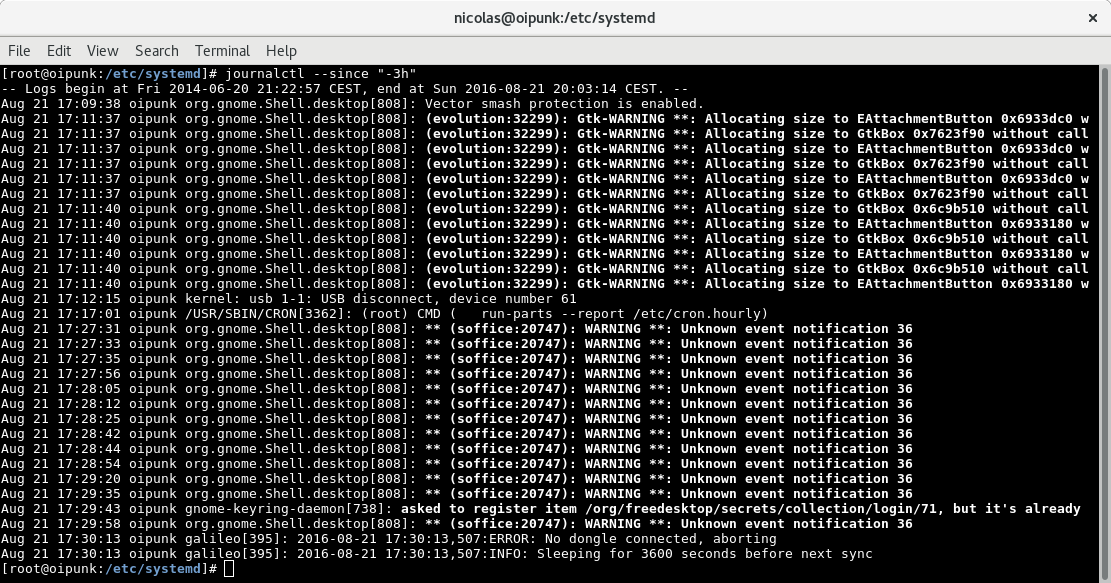 nicolas@oipunk:/etc/systemd
File Edit View Search Terminal Help
[root@oipunk:/etc/systemd]# journalctl --since "-3h"
-- Logs begin at Fri 2014-06-20 21:22:57 CEST, end at Sun 2016-08-21 20:03:14 CEST. --
Aug 21 17:09:38 oipunk org.gnome.Shell.desktop[808]: Vector smash protection is enabled.
Aug 21 17:11:37 oipunk org.gnome.Shell.desktop[808]: (evolution:32299): Gtk-WARNING **: Allocating size to EAttachmentButton 0x6933dc0 w
Aug 21 17:11:37 oipunk org.gnome.Shell.desktop[808]: (evolution:32299): Gtk-WARNING **: Allocating size to GtkBox 0x7623f90 without call
Aug 21 17:11:37 oipunk org.gnome.Shell.desktop[808]: (evolution:32299): Gtk-WARNING **: Allocating size to EAttachmentButton 0x6933dc0 w
Aug 21 17:11:37 oipunk org.gnome.Shell.desktop[808]: (evolution:32299): Gtk-WARNING **: Allocating size to GtkBox 0x7623f90 without call
Aug 21 17:11:37 oipunk org.gnome.Shell.desktop[808]: (evolution:32299): Gtk-WARNING **: Allocating size to EAttachmentButton 0x6933dc0 w
Aug 21 17:11:37 oipunk org.gnome.Shell.desktop[808]: (evolution:32299): Gtk-WARNING **: Allocating size to GtkBox 0x7623f90 without call
Aug 21 17:11:40 oipunk org.gnome.Shell.desktop[808]: (evolution:32299): Gtk-WARNING **: Allocating size to GtkBox 0x6c9b510 without call
Aug 21 17:11:40 oipunk org.gnome.Shell.desktop[808]: (evolution:32299): Gtk-WARNING **: Allocating size to EAttachmentButton 0x6933180 w
Aug 21 17:11:40 oipunk org.gnome.Shell.desktop[808]: (evolution:32299): Gtk-WARNING **: Allocating size to GtkBox 0x6c9b510 without call
Aug 21 17:11:40 oipunk org.gnome.Shell.desktop[808]: (evolution:32299): Gtk-WARNING **: Allocating size to EAttachmentButton 0x6933180 w
Aug 21 17:11:40 oipunk org.gnome.Shell.desktop[808]: (evolution:32299): Gtk-WARNING **: Allocating size to GtkBox 0x6c9b510 without call
Aug 21 17:11:40 oipunk org.gnome.Shell.desktop[808]: (evolution:32299): Gtk-WARNING **: Allocating size to EAttachmentButton 0x6933180 w
Aug 21 17:12:15 oipunk kernel: usb 1-1: USB disconnect, device number 61
Aug 21 17:17:01 oipunk /USR/SBIN/CRON[3362]: (root) CMD (   run-parts --report /etc/cron.hourly)
Aug 21 17:27:31 oipunk org.gnome.Shell.desktop[808]: ** (soffice:20747): WARNING **: Unknown event notification 36
Aug 21 17:27:33 oipunk org.gnome.Shell.desktop[808]: ** (soffice:20747): WARNING **: Unknown event notification 36
Aug 21 17:27:35 oipunk org.gnome.Shell.desktop[808]: ** (soffice:20747): WARNING **: Unknown event notification 36
Aug 21 17:27:56 oipunk org.gnome.Shell.desktop[808]: ** (soffice:20747): WARNING **: Unknown event notification 36
Aug 21 17:28:05 oipunk org.gnome.Shell.desktop[808]: ** (soffice:20747): WARNING **: Unknown event notification 36
Aug 21 17:28:12 oipunk org.gnome.Shell.desktop[808]: ** (soffice:20747): WARNING **: Unknown event notification 36
Aug 21 17:28:25 oipunk org.gnome.Shell.desktop[808]: ** (soffice:20747): WARNING **: Unknown event notification 36
Aug 21 17:28:42 oipunk org.gnome.Shell.desktop[808]: ** (soffice:20747): WARNING **: Unknown event notification 36
Aug 21 17:28:44 oipunk org.gnome.Shell.desktop[808]: ** (soffice:20747): WARNING **: Unknown event notification 36
Aug 21 17:28:54 oipunk org.gnome.Shell.desktop[808]: ** (soffice:20747): WARNING **: Unknown event notification 36
Aug 21 17:29:20 oipunk org.gnome.Shell.desktop[808]: ** (soffice:20747): WARNING **: Unknown event notification 36
Aug 21 17:29:35 oipunk org.gnome.Shell.desktop[808]: ** (soffice:20747): WARNING **: Unknown event notification 36
Aug 21 17:29:43 oipunk gnome-keyring-daemon[738]: asked to register item /org/freedesktop/secrets/collection/login/71, but it's already
Aug 21 17:29:58 oipunk org.gnome.Shell.desktop[808]: ** (soffice:20747): WARNING **: Unknown event notification 36
Aug 21 17:30:13 oipunk galileo[395]: 2016-08-21 17:30:13,507:ERROR: No dongle connected, aborting
Aug 21 17:30:13 oipunk galileo[395]: 2016-08-21 17:30:13,507:INFO: Sleeping for 3600 seconds before next sync
[root@oipunk:/etc/systemd]#